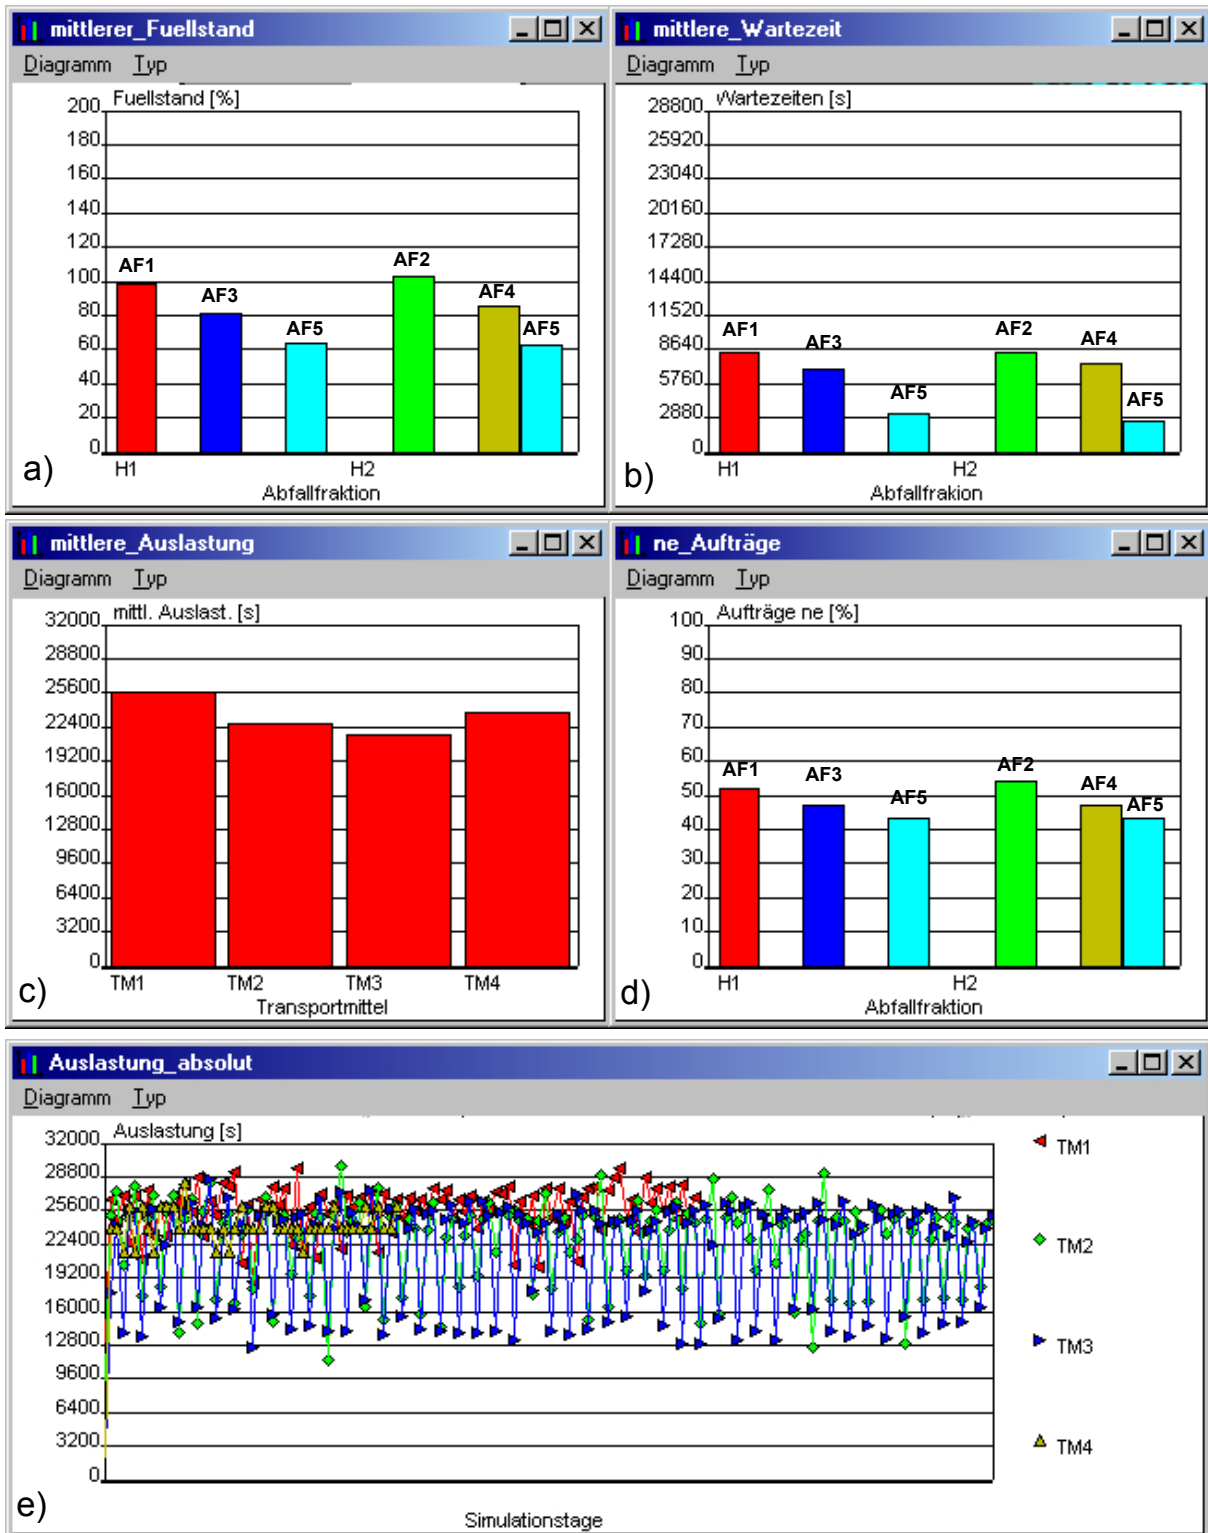 mittlerer_Fuellstand
Diagramm Typ
Fuellstand [%]
200
180
160
140
120
100
80
60
40
20
0
AF1
AF3
AF5
AF2
AF4
AF5
H1 H2
Abfallfraktion
a)
mittlere_Wartezeit
Diagramm Typ
Wartezeiten [s]
28800
25920
23040
20160
17280
14400
11520
8640
5760
2880
0
AF1
AF3
AF5
AF2
AF4
AF5
H1 H2
Abfallfrakion
b)
mittlere_Auslastung
Diagramm Typ
mittl. Auslast. [s]
32000
28800
25600
22400
19200
16000
12800
9600
6400
3200
0
TM1 TM2 TM3 TM4
Transportmittel
c)
ne_Aufträge
Diagramm Typ
Aufträge ne [%]
100
90
80
70
60
50
40
30
20
10
0
AF1
AF3
AF5
AF2
AF4
AF5
H1 H2
Abfallfraktion
d)
Auslastung_absolut
Diagramm Typ
Auslastung [s]
32000
28800
25600
22400
19200
16000
12800
9600
6400
3200
0
TM1
TM2
TM3
TM4
Simulationstage
e)